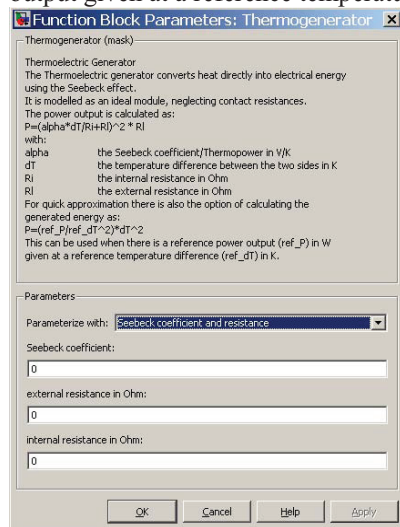 Function Block Parameters: Thermogenerator
Thermogenerator (mask)
Thermoelectric Generator
The Thermoelectric generator converts heat directly into electrical energy
using the Seebeck effect.
It is modelled as an ideal module, neglecting contact resistances.
The power output is calculated as:
P=(alpha*dT/Ri+Rl)^2 * Rl
with:
alpha the Seebeck coefficient/Thermopower in V/K
dT the temperature difference between the two sides in K
Ri the internal resistance in Ohm
Rl the external resistance in Ohm
For quick approximation there is also the option of calculating the
generated energy as:
P=(ref_P/ref_dT^2)*dT^2
This can be used when there is a reference power output (ref_P) in W
given at a reference temperature difference (ref_dT) in K.
Parameters
Parameterize with: Seebeck coefficient and resistance
Seebeck coefficient:
0
external resistance in Ohm:
0
internal resistance in Ohm:
0
OK Cancel Help Apply